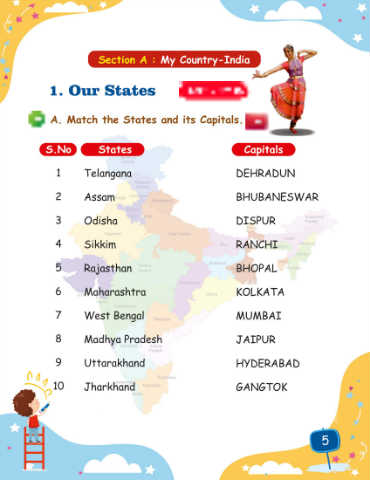 Section A : My Country-India
1. Our States
A. Match the States and its Capitals.
S.No States Capitals
1 Telangana DEHRADUN
2 Assam BHUBANESWAR
3 Odisha DISPUR
4 Sikkim RANCHI
5 Rajasthan BHOPAL
6 Maharashtra KOLKATA
7 West Bengal MUMBAI
8 Madhya Pradesh JAIPUR
9 Uttarakhand HYDERABAD
10 Jharkhand GANGTOK
5